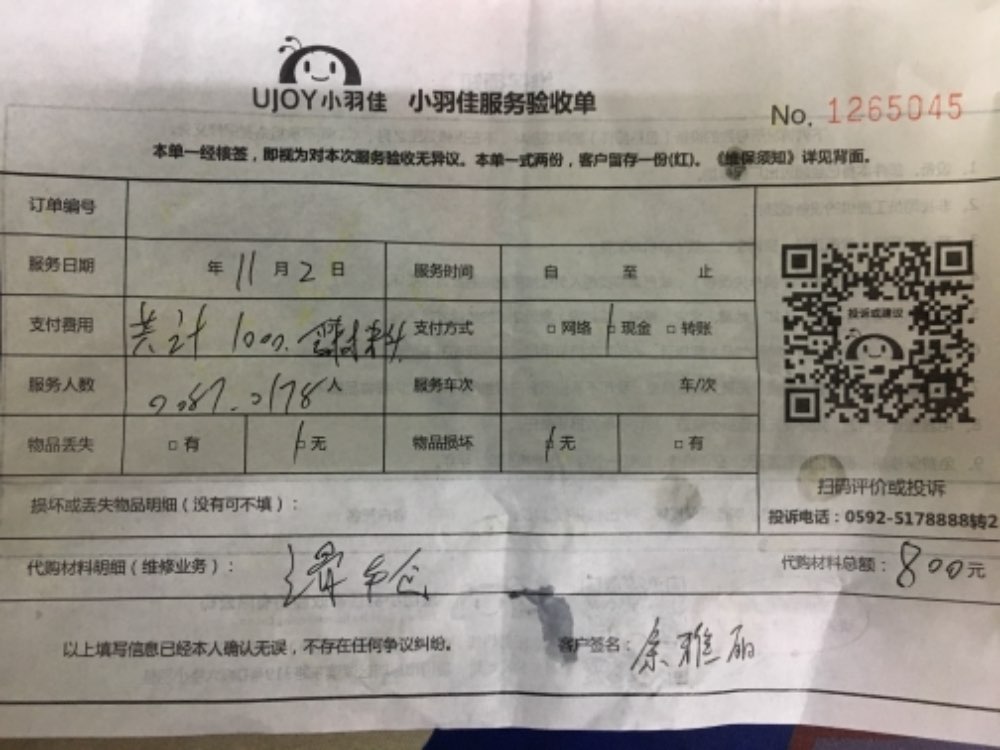 UJOY小羽佳 小羽佳服务验收单
No. 1265045
本单一经核签，即视为对本次服务验收无异议。本单一式两份，客户留存一份(红)。《维保须知》详见背面。
订单编号
服务日期 年 11 月 2 日 服务时间 自 至 止
支付费用 共计 1000. 支付方式 □ 网络 □ 现金 □ 转账
服务人数 0287.0178 人 服务车次 车/次
物品丢失 □ 有 □ 无 物品损坏 □ 无 □ 有
投诉或建议
扫码评价或投诉
投诉电话：0592-5178888转2
损坏或丢失物品明细（没有可不填）：
代购材料明细（维修业务）： 代购材料总额：800元
以上填写信息已经本人确认无误，不存在任何争议纠纷。 客户签名：余雅丽